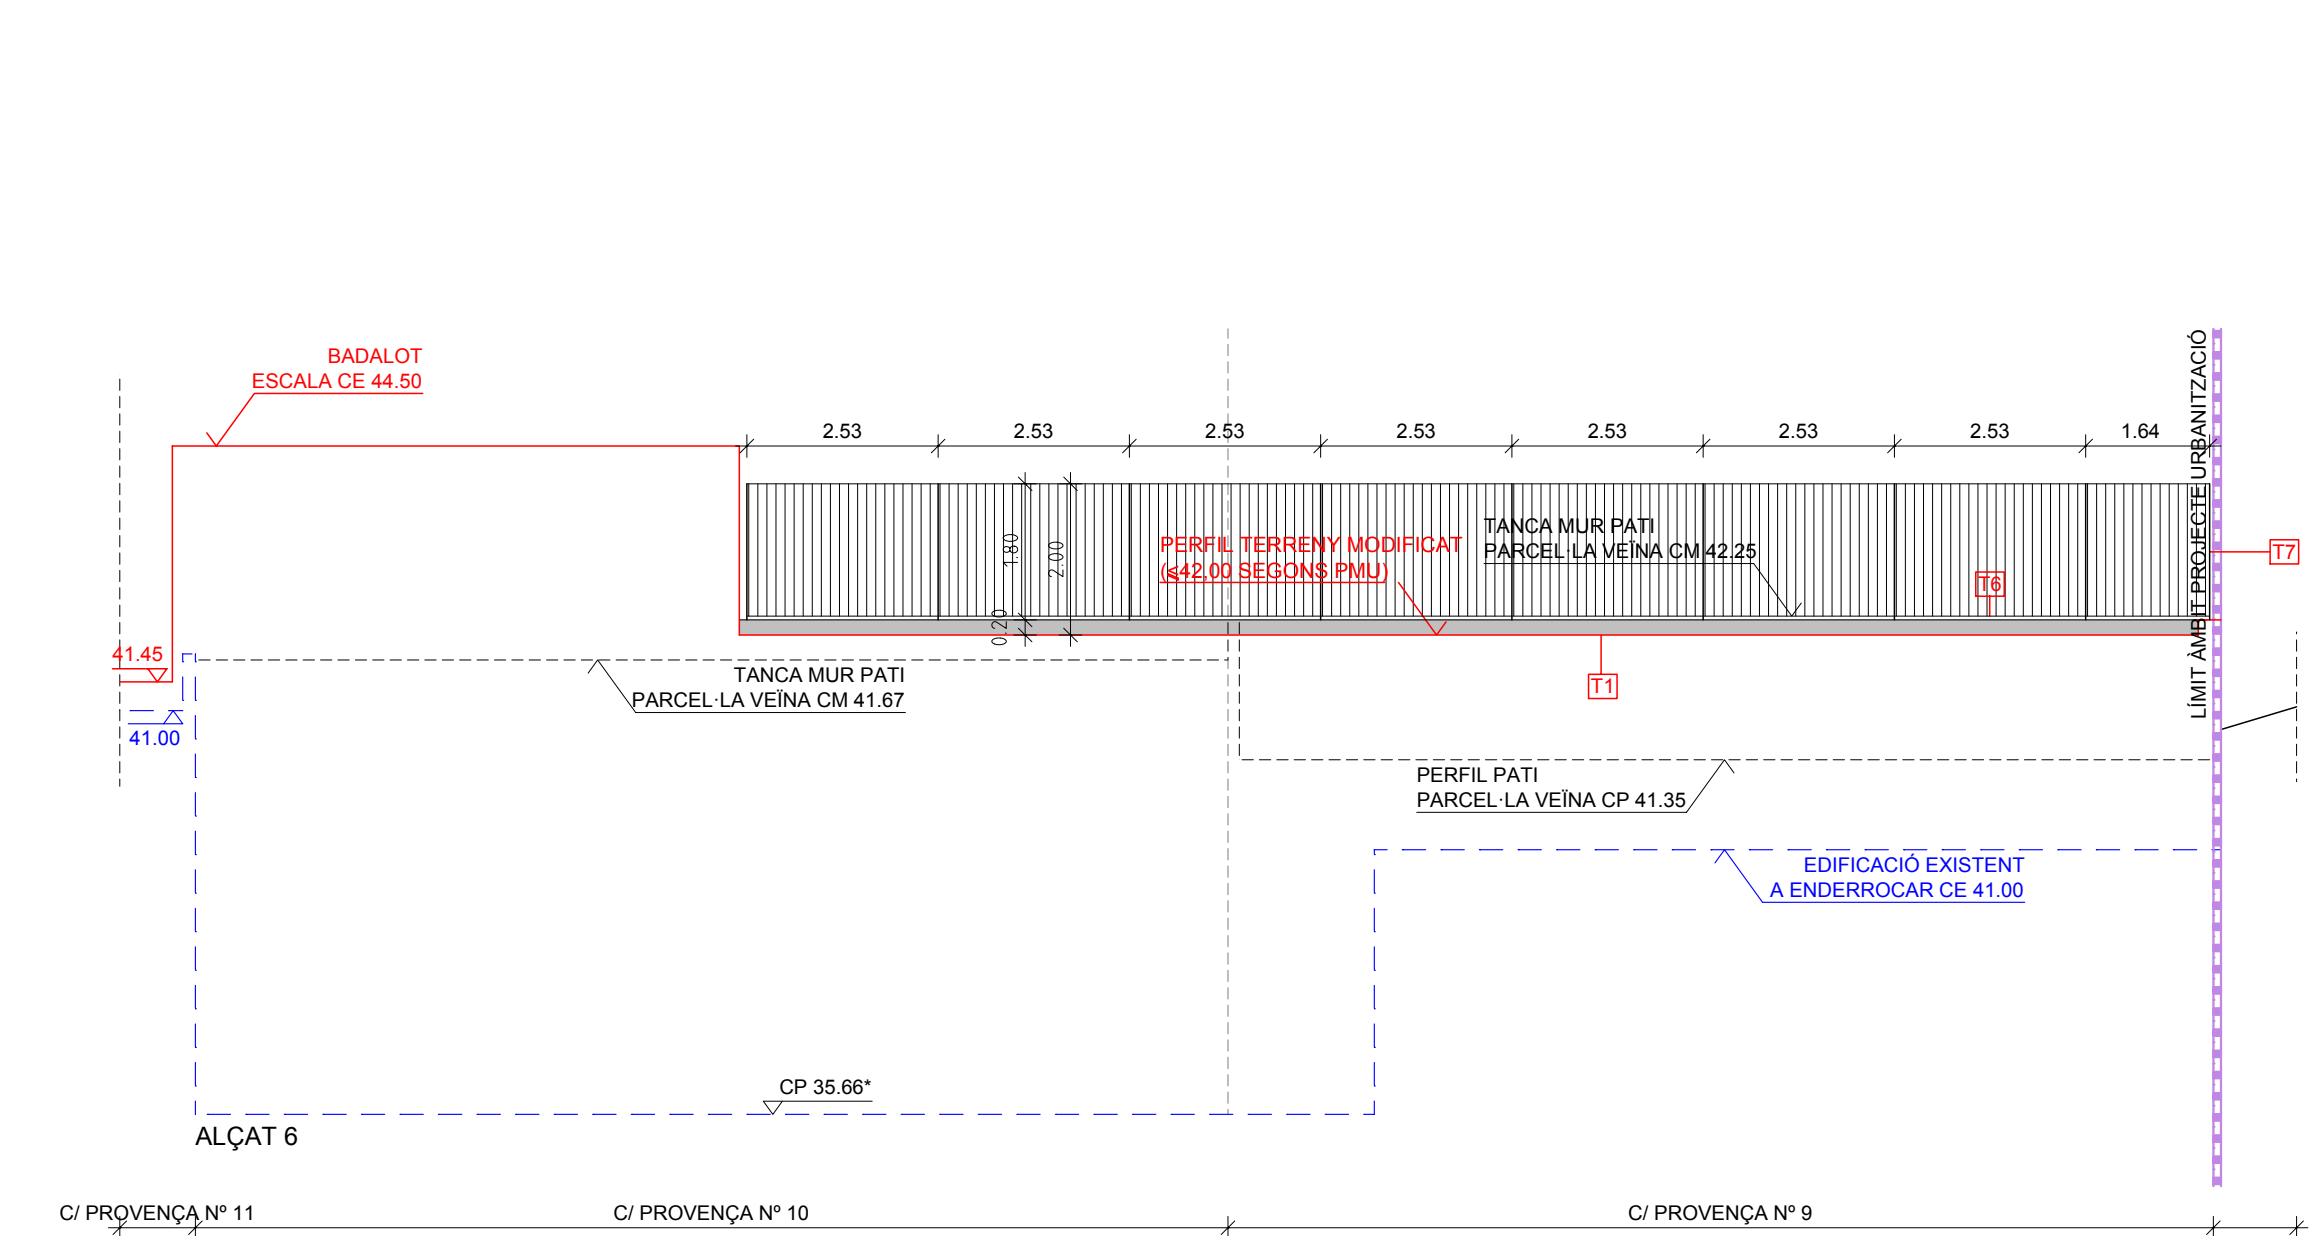 LÍMIT ÀMBIT PROJECTE URBANITZACIÓ
BADALOT
ESCALA CE 44.50
2.53
2.53
2.53
2.53
2.53
2.53
2.53
1.64
1.80
2.00
0.20
PERFIL TERRENY MODIFICAT
(≤42,00 SEGONS PMU)
TANCA MUR PATI
PARCEL·LA VEÏNA CM 42.25
T7
T6
41.45
TANCA MUR PATI
PARCEL·LA VEÏNA CM 41.67
T1
41.00
PERFIL PATI
PARCEL·LA VEÏNA CP 41.35
EDIFICACIÓ EXISTENT
A ENDERROCAR CE 41.00
CP 35.66*
ALÇAT 6
C/ PROVENÇA Nº 11
C/ PROVENÇA Nº 10
C/ PROVENÇA Nº 9